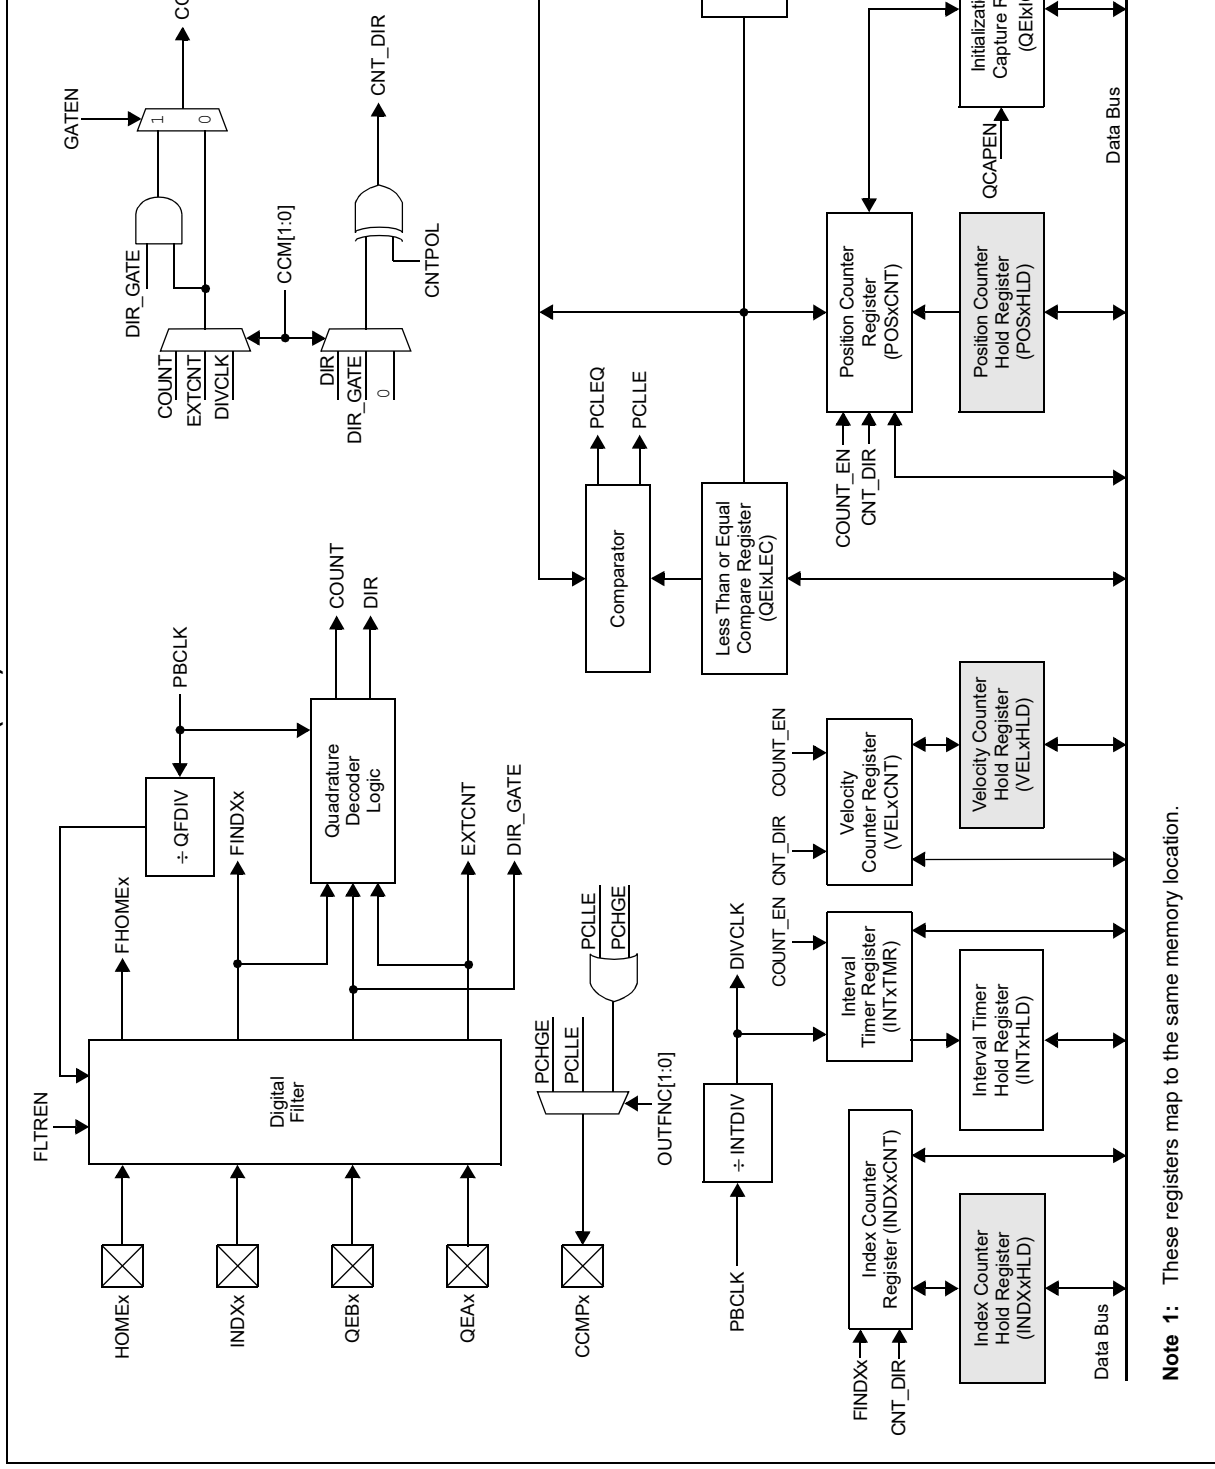 HOMEx
FLTREN
FHOMEx
PBCLK
GATEN
INDXx
÷ QFDIV
FINDXx
DIR_GATE
1
0
COUNT
EXTCNT
DIVCLK
CCM[1:0]
QEBx
Digital
Filter
Quadrature
Decoder
Logic
COUNT
DIR
DIR
DIR_GATE
0
CNT_DIR
CNTPOL
QEAx
EXTCNT
DIR_GATE
CCMPx
PCHGE
PCLLE
PCLLE
PCHGE
OUTFNC[1:0]
Comparator
PCLEQ
PCLLE
PBCLK
÷ INTDIV
DIVCLK
Less Than or Equal
Compare Register
(QEIxLEC)
COUNT_EN
CNT_DIR
COUNT_EN
FINDXx
CNT_DIR
Index Counter
Register (INDXxCNT)
Interval
Timer Register
(INTxTMR)
Velocity
Counter Register
(VELxCNT)
COUNT_EN
CNT_DIR
Position Counter
Register
(POSxCNT)
QCAPEN
Capture
Index Counter
Hold Register
(INDXxHLD)
Interval Timer
Hold Register
(INTxHLD)
Velocity Counter
Hold Register
(VELxHLD)
Position Counter
Hold Register
(POSxHLD)
Data Bus
Data Bus
Note 1: These registers map to the same memory location.